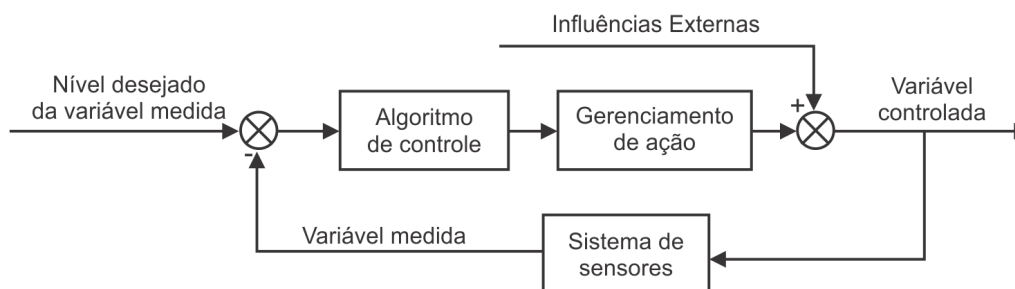 Influências Externas
Nível desejado
da variável medida
Algoritmo
de controle
Gerenciamento
de ação
+
Variável
controlada
-
Variável medida
Sistema de
sensores